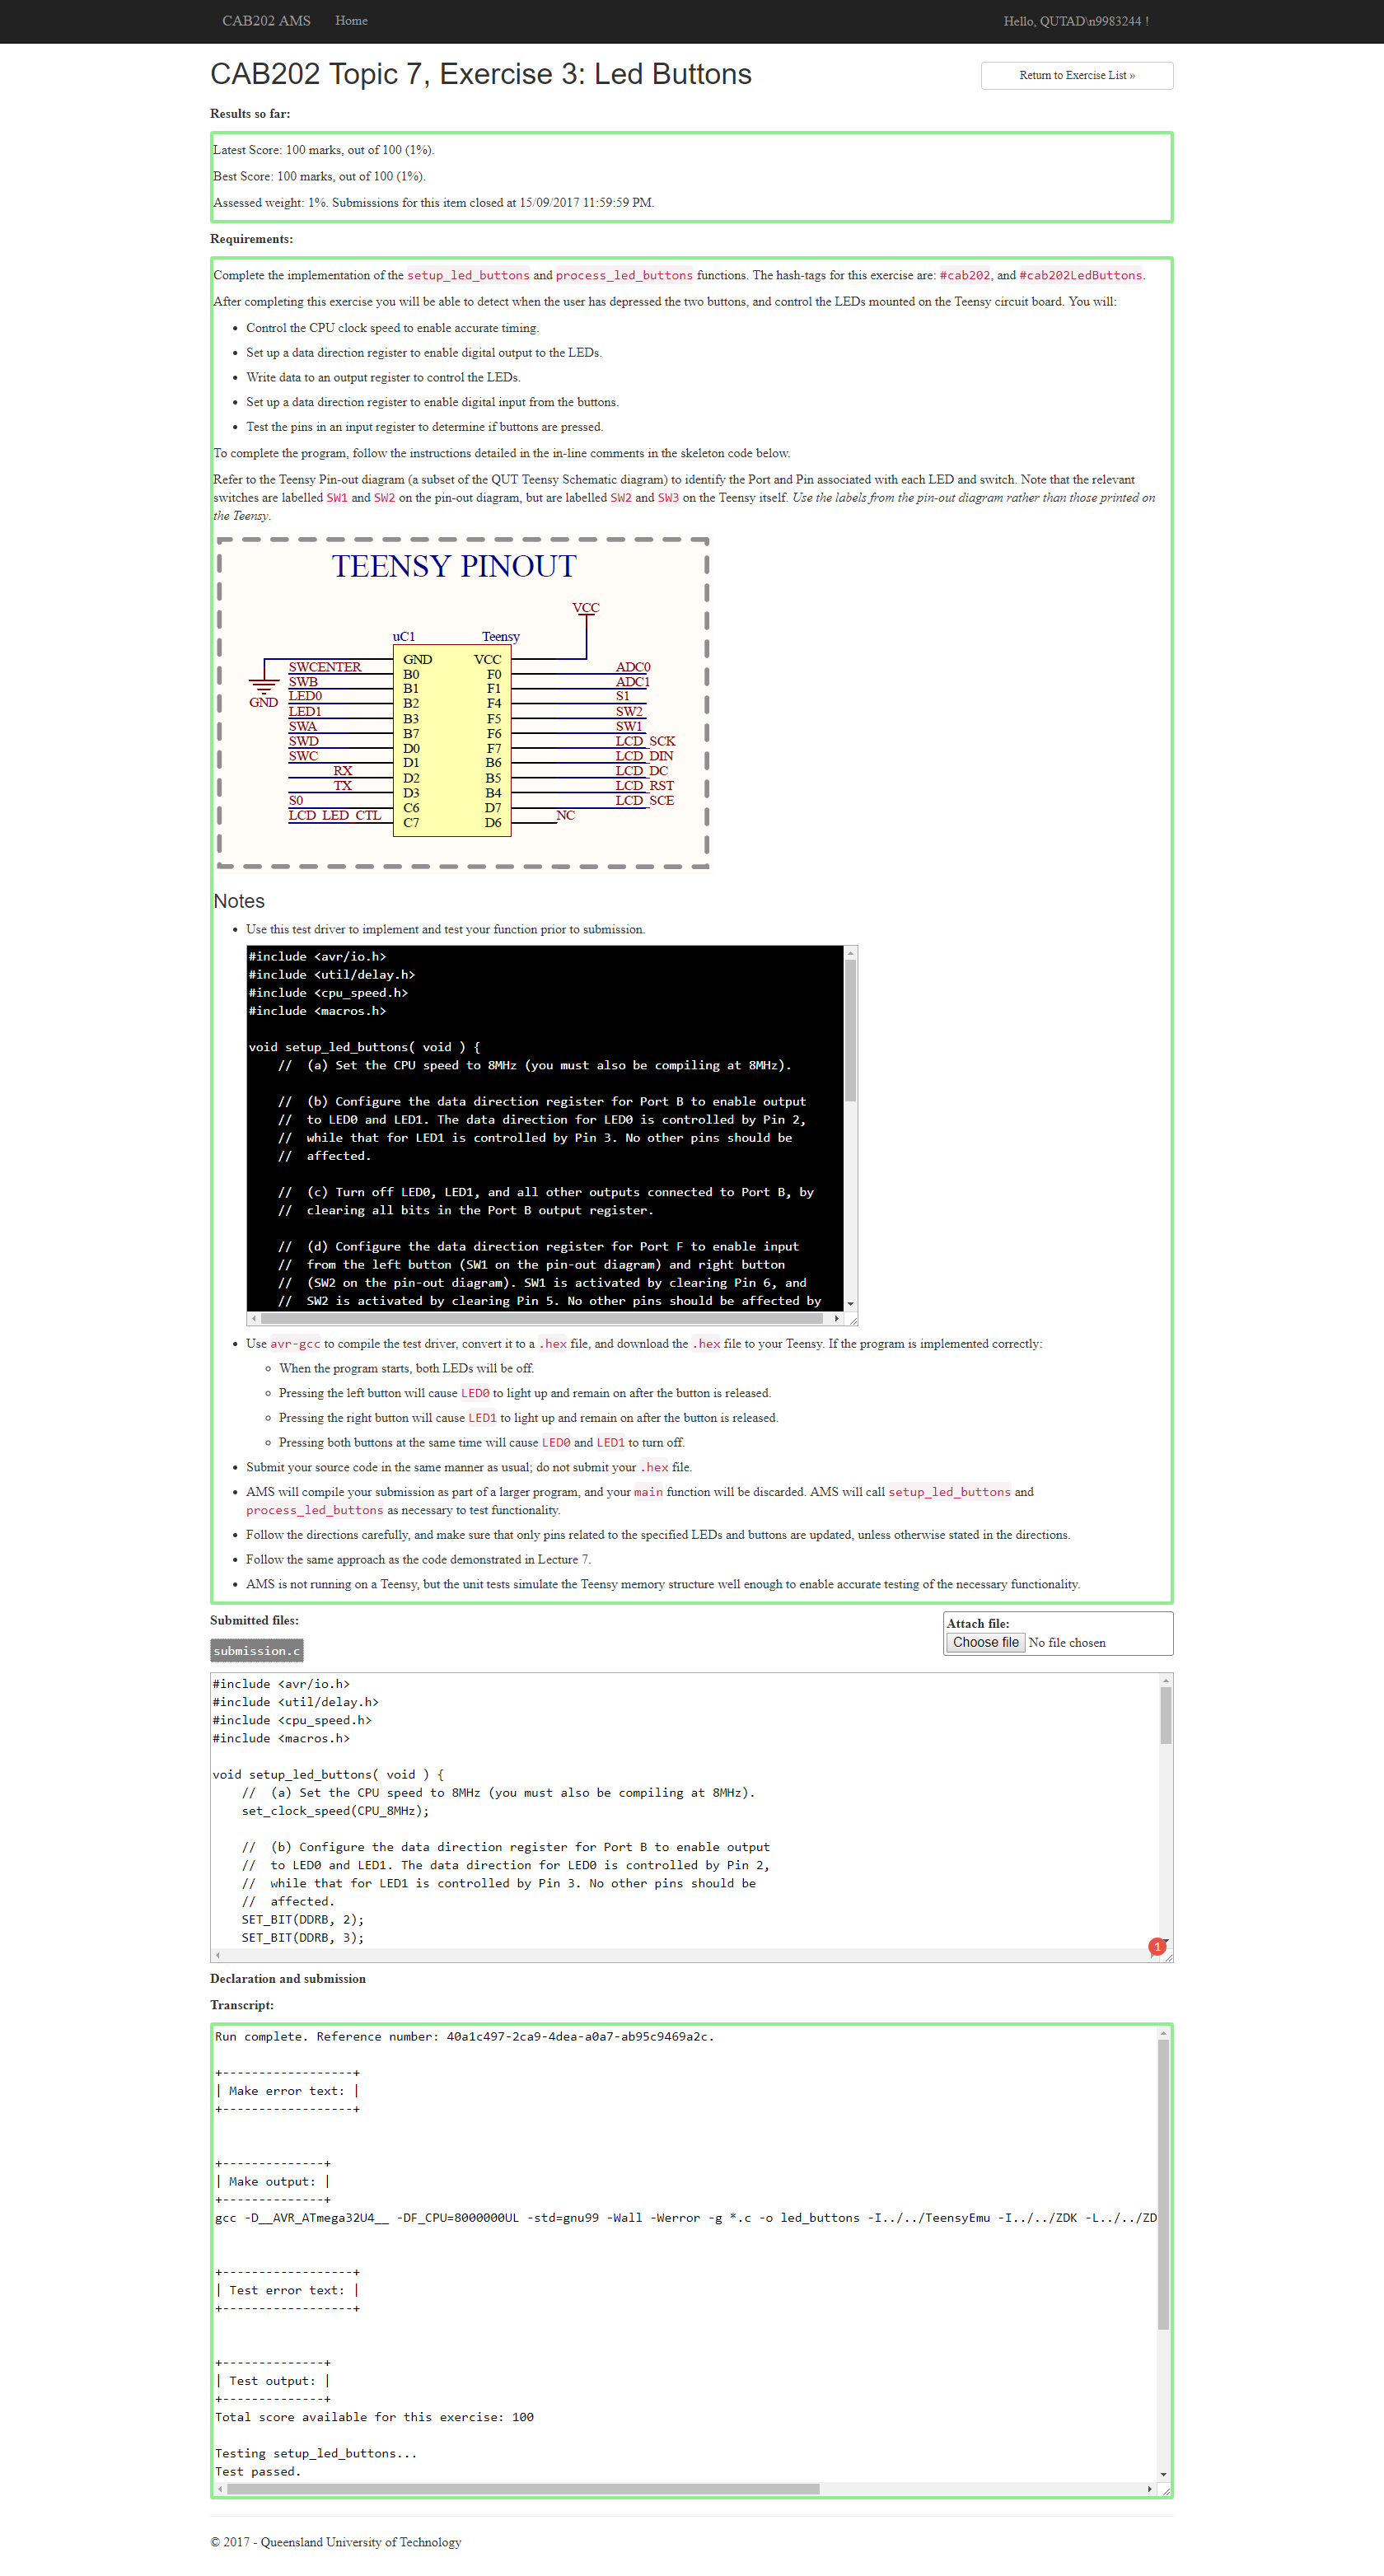 CAB202 AMS Home Hello, QUTAD\n9983244 !
CAB202 Topic 7, Exercise 3: Led Buttons
Return to Exercise List »
Results so far:
Latest Score: 100 marks, out of 100 (1%).
Best Score: 100 marks, out of 100 (1%).
Assessed weight: 1%. Submissions for this item closed at 15/09/2017 11:59:59 PM.
Requirements:
Complete the implementation of the setup_led_buttons and process_led_buttons functions. The hash-tags for this exercise are: #cab202, and #cab202LedButtons.
After completing this exercise you will be able to detect when the user has depressed the two buttons, and control the LEDs mounted on the Teensy circuit board. You will:
• Control the CPU clock speed to enable accurate timing.
• Set up a data direction register to enable digital output to the LEDs.
• Write data to an output register to control the LEDs.
• Set up a data direction register to enable digital input from the buttons.
• Test the pins in an input register to determine if buttons are pressed.
To complete the program, follow the instructions detailed in the in-line comments in the skeleton code below.
Refer to the Teensy Pin-out diagram (a subset of the QUT Teensy Schematic diagram) to identify the Port and Pin associated with each LED and switch. Note that the relevant
switches are labelled SW1 and SW2 on the pin-out diagram, but are labelled SW2 and SW3 on the Teensy itself. Use the labels from the pin-out diagram rather than those printed on
the Teensy.
TEENSY PINOUT
VCC
uC1 Teensy
GND VCC
SWCENTER B0 F0 ADC0
SWB B1 F1 ADC1
LED0 B2 F4 S1
GND
LED1 B3 F5 SW2
SWA B7 F6 SW1
SWD D0 F7 LCD_SCK
SWC D1 B6 LCD_DIN
RX D2 B5 LCD_DC
TX D3 B4 LCD_RST
S0 C6 D7 LCD_SCE
LCD_LED_CTL C7 D6 NC
Notes
• Use this test driver to implement and test your function prior to submission.
#include <avr/io.h>
#include <util/delay.h>
#include <cpu_speed.h>
#include <macros.h>
void setup_led_buttons( void ) {
// (a) Set the CPU speed to 8MHz (you must also be compiling at 8MHz).
// (b) Configure the data direction register for Port B to enable output
// to LED0 and LED1. The data direction for LED0 is controlled by Pin 2,
// while that for LED1 is controlled by Pin 3. No other pins should be
// affected.
// (c) Turn off LED0, LED1, and all other outputs connected to Port B, by
// clearing all bits in the Port B output register.
// (d) Configure the data direction register for Port F to enable input
// from the left button (SW1 on the pin-out diagram) and right button
// (SW2 on the pin-out diagram). SW1 is activated by clearing Pin 6, and
// SW2 is activated by clearing Pin 5. No other pins should be affected by
• Use avr-gcc to compile the test driver, convert it to a .hex file, and download the .hex file to your Teensy. If the program is implemented correctly:
◦ When the program starts, both LEDs will be off.
◦ Pressing the left button will cause LED0 to light up and remain on after the button is released.
◦ Pressing the right button will cause LED1 to light up and remain on after the button is released.
◦ Pressing both buttons at the same time will cause LED0 and LED1 to turn off.
• Submit your source code in the same manner as usual; do not submit your .hex file.
• AMS will compile your submission as part of a larger program, and your main function will be discarded. AMS will call setup_led_buttons and
process_led_buttons as necessary to test functionality.
• Follow the directions carefully, and make sure that only pins related to the specified LEDs and buttons are updated, unless otherwise stated in the directions.
• Follow the same approach as the code demonstrated in Lecture 7.
• AMS is not running on a Teensy, but the unit tests simulate the Teensy memory structure well enough to enable accurate testing of the necessary functionality.
Submitted files:
Attach file:
Choose file No file chosen
submission.c
#include <avr/io.h>
#include <util/delay.h>
#include <cpu_speed.h>
#include <macros.h>
void setup_led_buttons( void ) {
// (a) Set the CPU speed to 8MHz (you must also be compiling at 8MHz).
set_clock_speed(CPU_8MHz);
// (b) Configure the data direction register for Port B to enable output
// to LED0 and LED1. The data direction for LED0 is controlled by Pin 2,
// while that for LED1 is controlled by Pin 3. No other pins should be
// affected.
SET_BIT(DDRB, 2);
SET_BIT(DDRB, 3);
1
Declaration and submission
Transcript:
Run complete. Reference number: 40a1c497-2ca9-4dea-a0a7-ab95c9469a2c.
+------------------+
| Make error text: |
+------------------+
+--------------+
| Make output: |
+--------------+
gcc -D__AVR_ATmega32U4__ -DF_CPU=8000000UL -std=gnu99 -Wall -Werror -g *.c -o led_buttons -I../../TeensyEmu -I../../ZDK -L../../ZD
+------------------+
| Test error text: |
+------------------+
+--------------+
| Test output: |
+--------------+
Total score available for this exercise: 100
Testing setup_led_buttons...
Test passed.
© 2017 - Queensland University of Technology